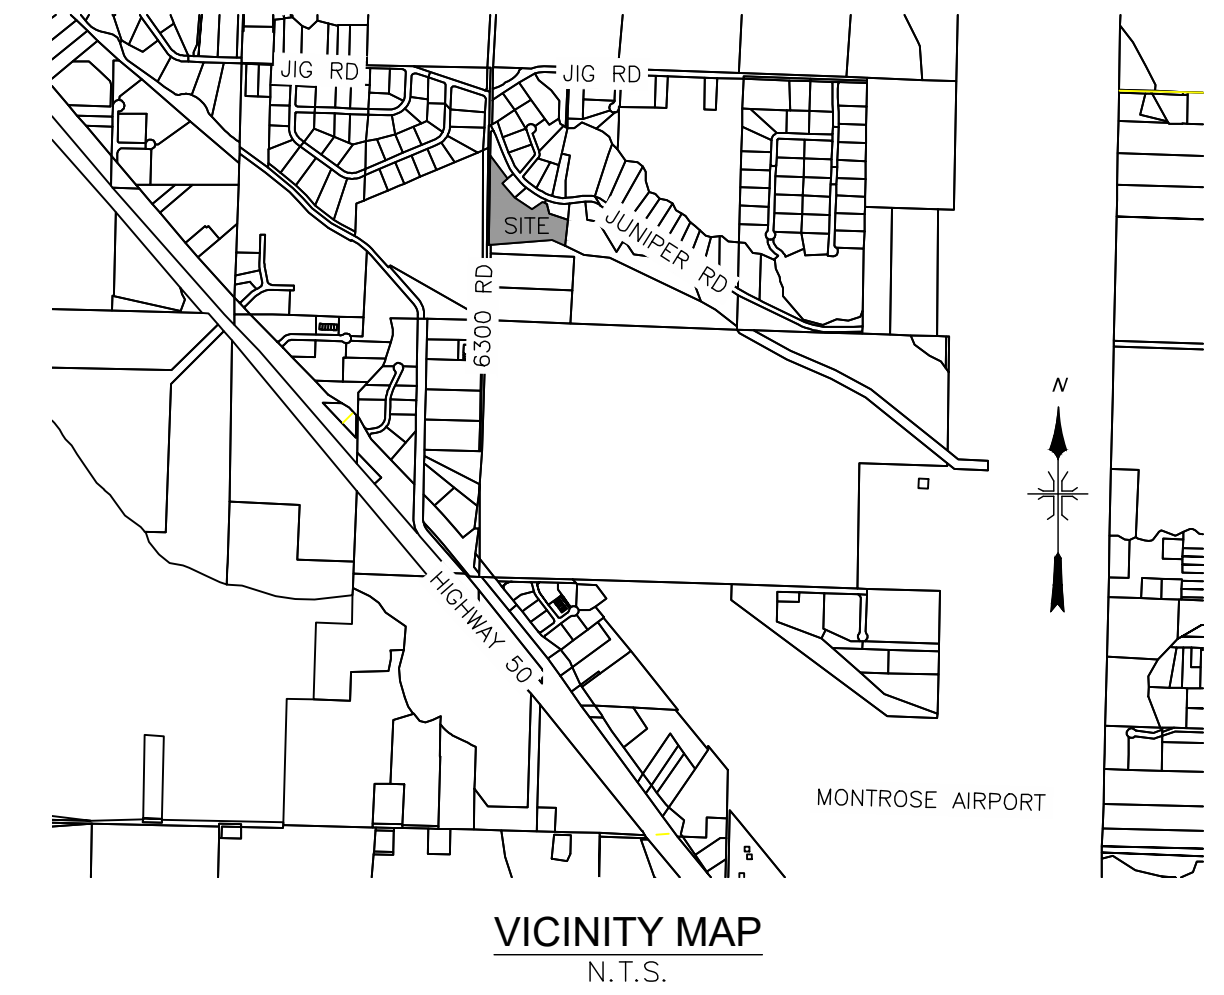 JIG RD
JIG RD
SITE
JUNIPER RD
6300 RD
N
HIGHWAY 50
MONTROSE AIRPORT
VICINITY MAP
N.T.S.